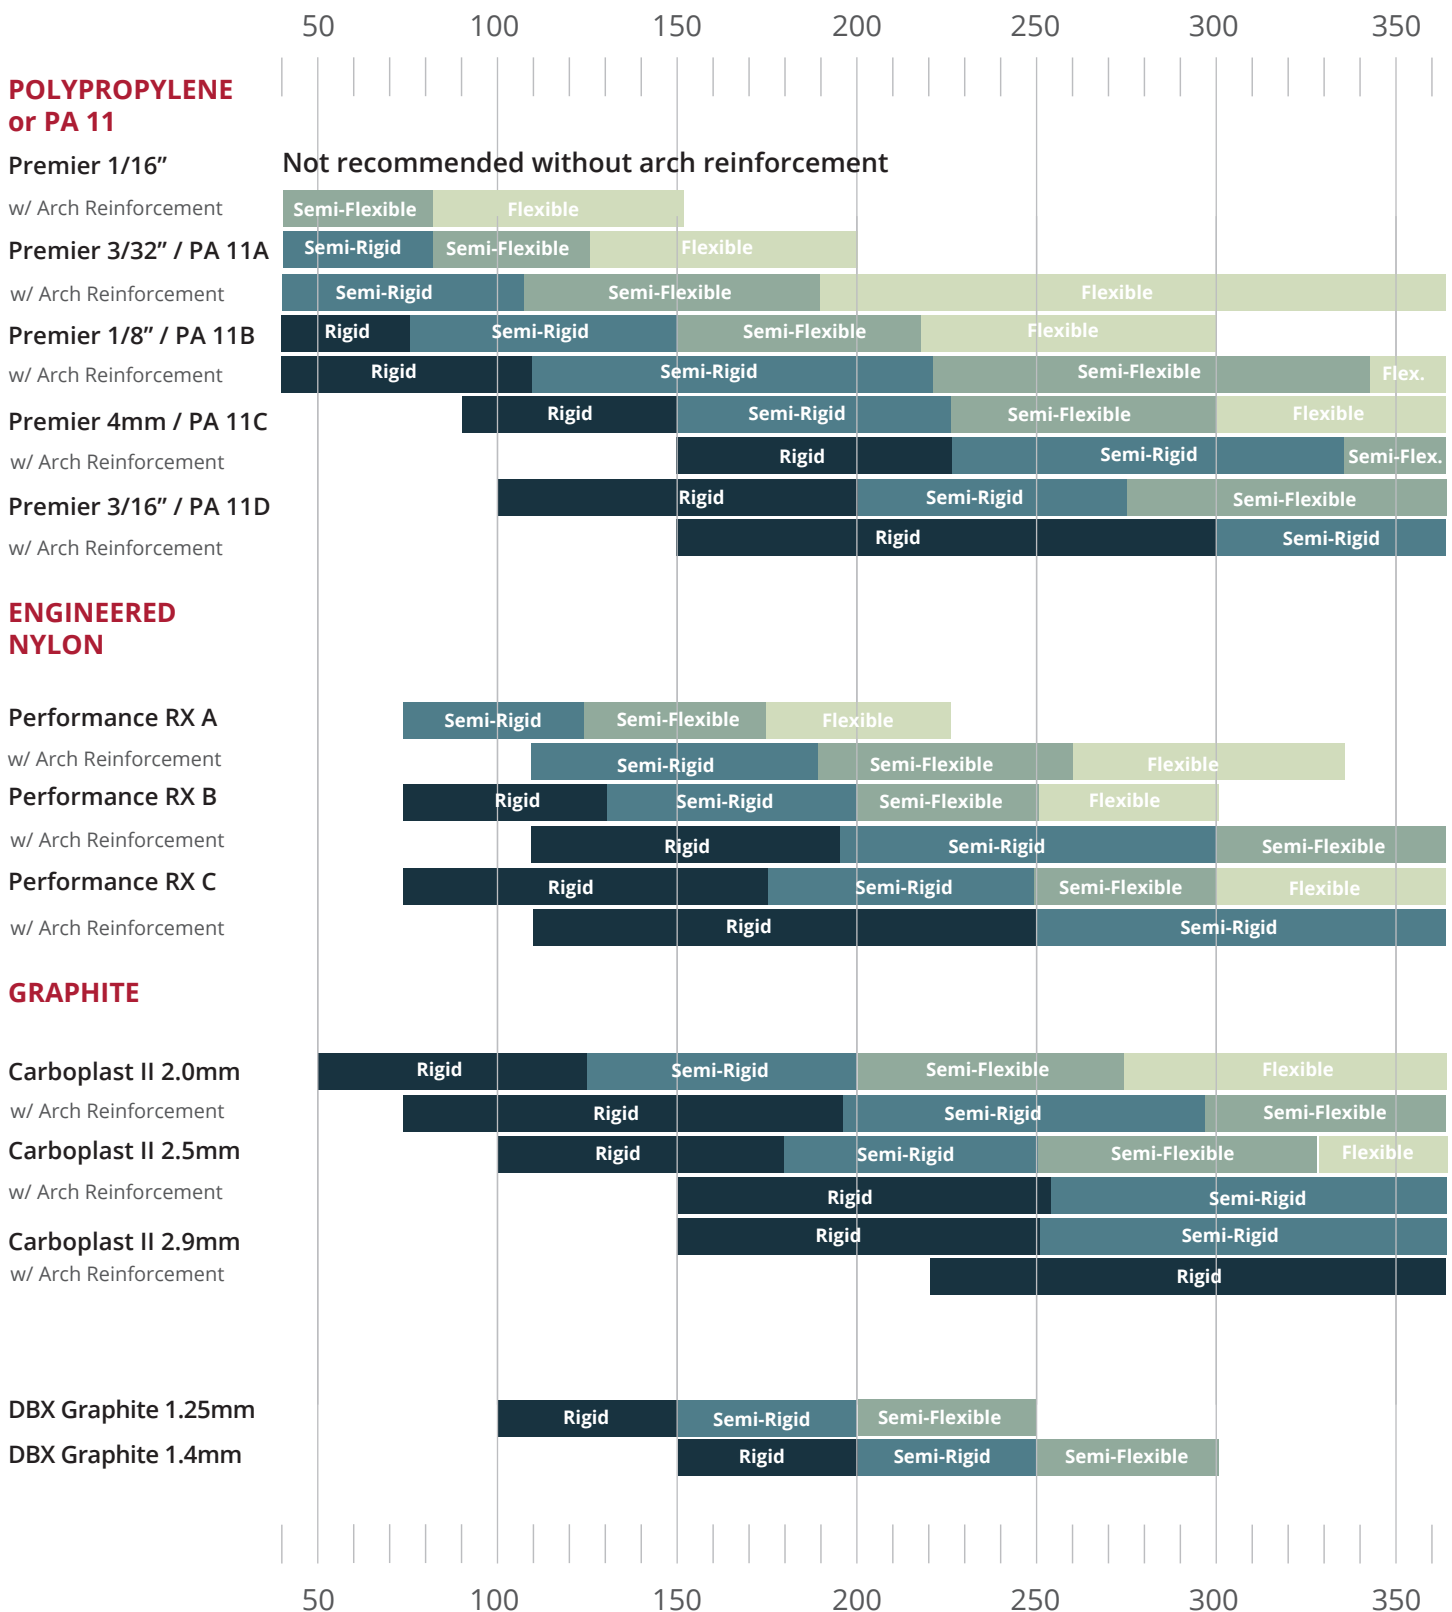 50 100 150 200 250 300 350
POLYPROPYLENE
or PA 11
Premier 1/16” Not recommended without arch reinforcement
w/ Arch Reinforcement Semi-Flexible Flexible
Premier 3/32” / PA 11A Semi-Rigid Semi-Flexible Flexible
w/ Arch Reinforcement Semi-Rigid Semi-Flexible Flexible
Premier 1/8” / PA 11B Rigid Semi-Rigid Semi-Flexible Flexible
w/ Arch Reinforcement Rigid Semi-Rigid Semi-Flexible Flex.
Premier 4mm / PA 11C Rigid Semi-Rigid Semi-Flexible Flexible
w/ Arch Reinforcement Rigid Semi-Rigid Semi-Flex.
Premier 3/16” / PA 11D Rigid Semi-Rigid Semi-Flexible
w/ Arch Reinforcement Rigid Semi-Rigid
ENGINEERED
NYLON
Performance RX A Semi-Rigid Semi-Flexible Flexible
w/ Arch Reinforcement Semi-Rigid Semi-Flexible Flexible
Performance RX B Rigid Semi-Rigid Semi-Flexible Flexible
w/ Arch Reinforcement Rigid Semi-Rigid Semi-Flexible
Performance RX C Rigid Semi-Rigid Semi-Flexible Flexible
w/ Arch Reinforcement Rigid Semi-Rigid
GRAPHITE
Carboplast II 2.0mm Rigid Semi-Rigid Semi-Flexible Flexible
w/ Arch Reinforcement Rigid Semi-Rigid Semi-Flexible
Carboplast II 2.5mm Rigid Semi-Rigid Semi-Flexible Flexible
w/ Arch Reinforcement Rigid Semi-Rigid
Carboplast II 2.9mm Rigid Semi-Rigid
w/ Arch Reinforcement Rigid
DBX Graphite 1.25mm Rigid Semi-Rigid Semi-Flexible
DBX Graphite 1.4mm Rigid Semi-Rigid Semi-Flexible
50 100 150 200 250 300 350